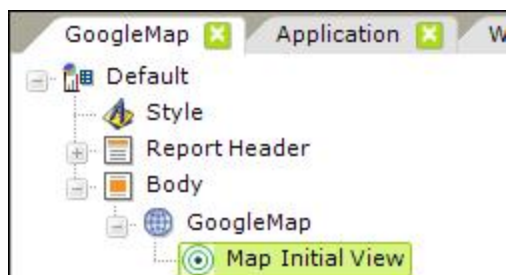 GoogleMap Application W
Default
Style
Report Header
Body
GoogleMap
Map Initial View